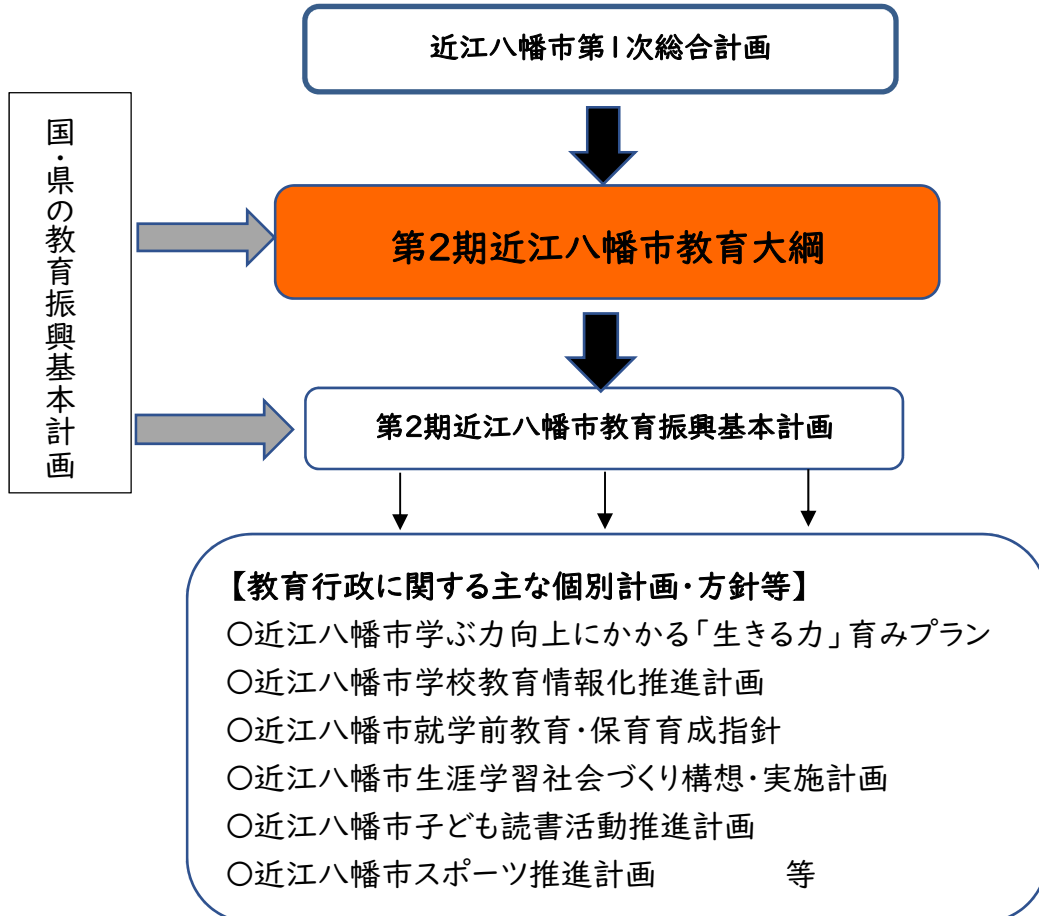 近江八幡市第1次総合計画
国・県の教育振興基本計画
第2期近江八幡市教育大綱
第2期近江八幡市教育振興基本計画
【教育行政に関する主な個別計画・方針等】
〇近江八幡市学ぶ力向上にかかる「生きる力」育みプラン
〇近江八幡市学校教育情報化推進計画
〇近江八幡市就学前教育・保育育成指針
〇近江八幡市生涯学習社会づくり構想・実施計画
〇近江八幡市子ども読書活動推進計画
〇近江八幡市スポーツ推進計画　　　　等